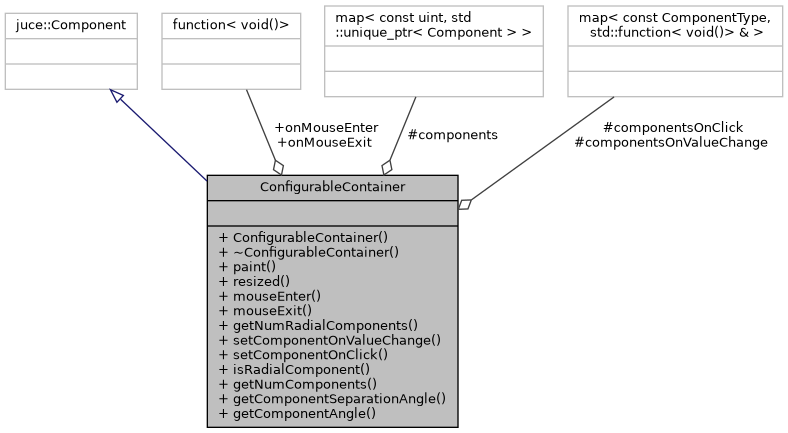 juce::Component
function< void()>
map< const uint, std
::unique_ptr< Component > >
map< const ComponentType,
std::function< void()> & >
+onMouseEnter
+onMouseExit
#components
#componentsOnClick
#componentsOnValueChange
ConfigurableContainer
+ ConfigurableContainer()
+ ~ConfigurableContainer()
+ paint()
+ resized()
+ mouseEnter()
+ mouseExit()
+ getNumRadialComponents()
+ setComponentOnValueChange()
+ setComponentOnClick()
+ isRadialComponent()
+ getNumComponents()
+ getComponentSeparationAngle()
+ getComponentAngle()